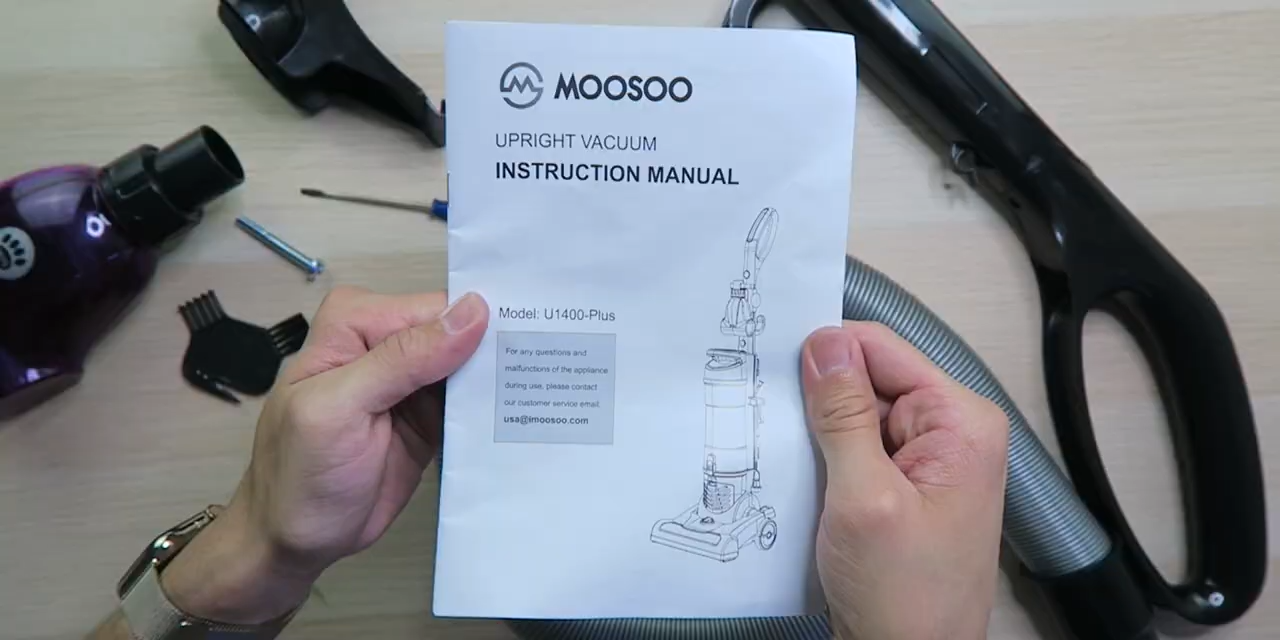 MOOSOO
UPRIGHT VACUUM
INSTRUCTION MANUAL
Model: U1400-Plus
For any questions and
malfunctions of the appliance
during use, please contact
our customer service email:
usa@imoosoo.com